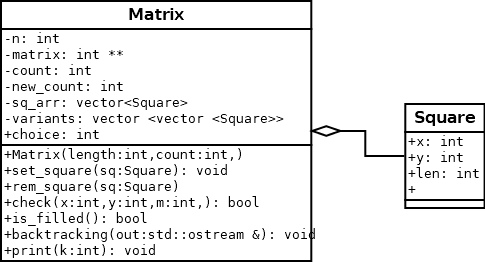 Matrix
-n: int
-matrix: int **
-count: int
-new_count: int
-sq_arr: vector<Square>
-variants: vector <vector <Square>>
+choice: int
+Matrix(length:int,count:int,)
+set_square(sq:Square): void
+rem_square(sq:Square)
+check(x:int,y:int,m:int,): bool
+is_filled(): bool
+backtracking(out:std::ostream &): void
+print(k:int): void
Square
+x: int
+y: int
+len: int
+